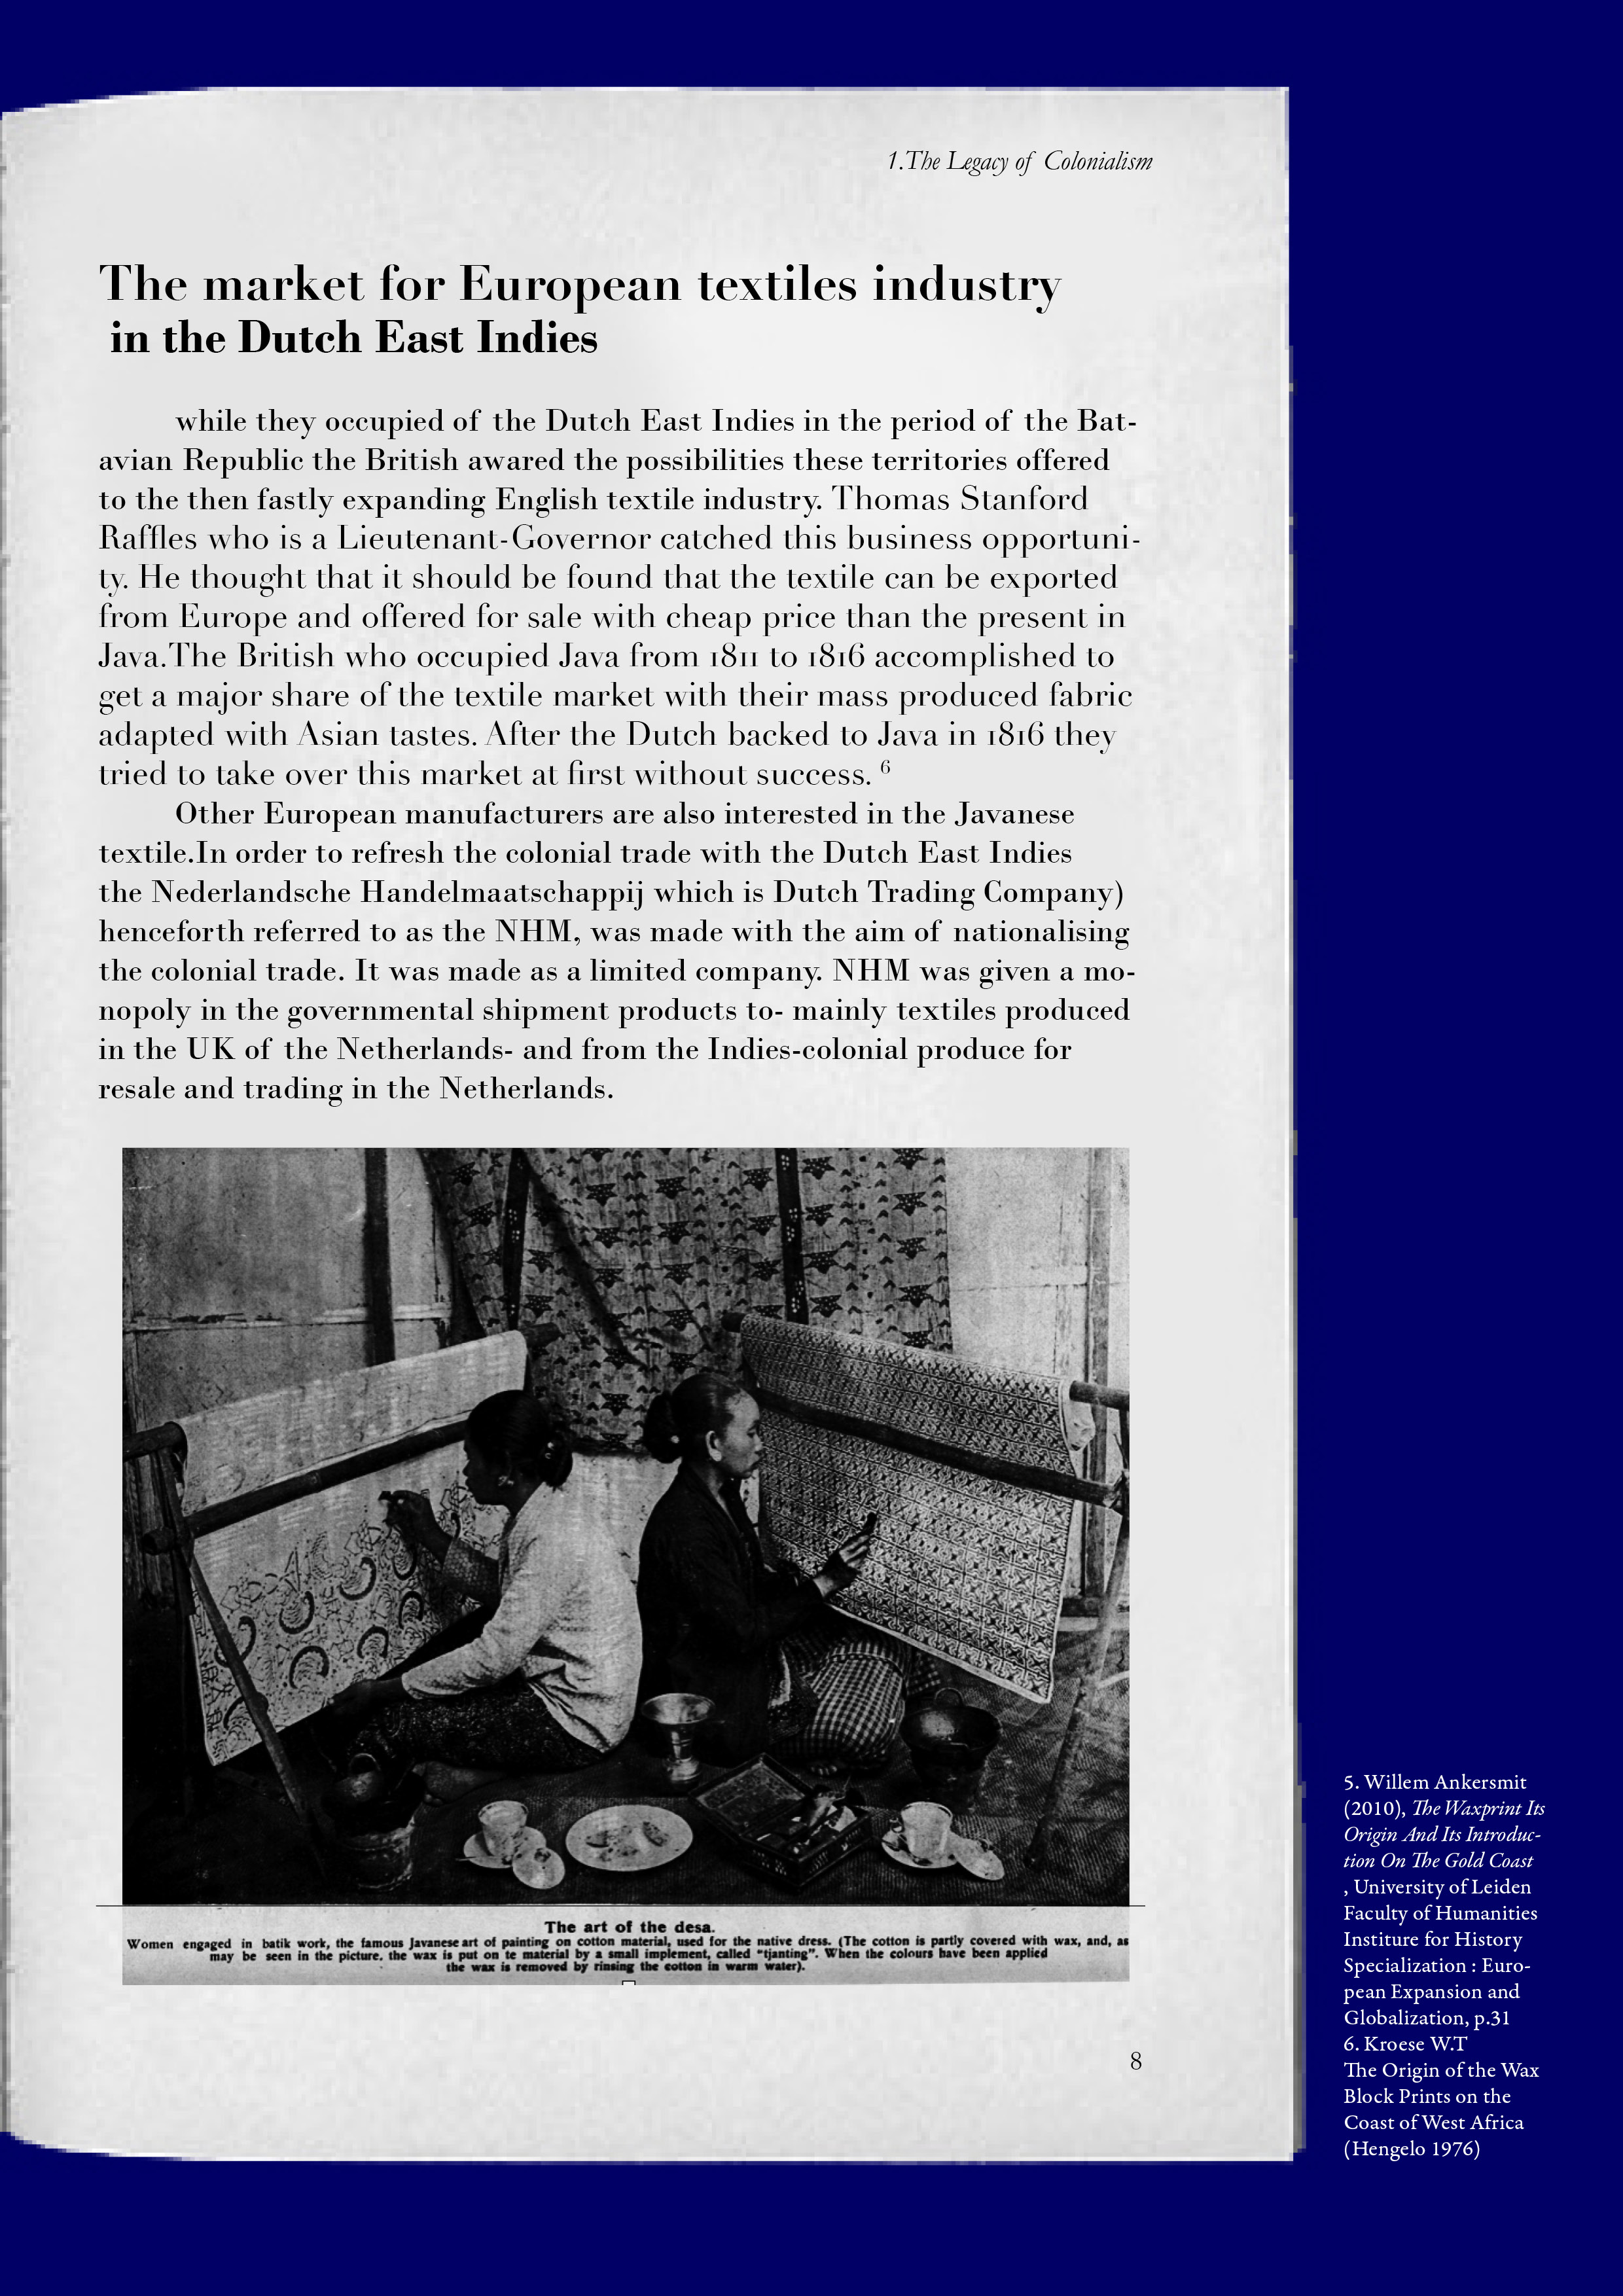 1.The Legacy of Colonialism
The market for European textiles industry
in the Dutch East Indies
while they occupied of the Dutch East Indies in the period of the Bat-
avian Republic the British awared the possibilities these territories offered
to the then fastly expanding English textile industry. Thomas Stanford
Raffles who is a Lieutenant-Governor catched this business opportuni-
ty. He thought that it should be found that the textile can be exported
from Europe and offered for sale with cheap price than the present in
Java.The British who occupied Java from 1811 to 1816 accomplished to
get a major share of the textile market with their mass produced fabric
adapted with Asian tastes. After the Dutch backed to Java in 1816 they
tried to take over this market at first without success. 6
Other European manufacturers are also interested in the Javanese
textile.In order to refresh the colonial trade with the Dutch East Indies
the Nederlandsche Handelmaatschappij which is Dutch Trading Company)
henceforth referred to as the NHM, was made with the aim of nationalising
the colonial trade. It was made as a limited company. NHM was given a mo-
nopoly in the governmental shipment products to- mainly textiles produced
in the UK of the Netherlands- and from the Indies-colonial produce for
resale and trading in the Netherlands.
The art of the desa.
Women engaged in batik work, the famous Javanese art of painting on cotton material, used for the native dress. (The cotton is partly covered with wax, and, as
may be seen in the picture, the wax is put on te material by a small implement, called "tjanting". When the colours have been applied
the wax is removed by rinsing the cotton in warm water).
8
5. Willem Ankersmit
(2010), The Waxprint Its
Origin And Its Introduc-
tion On The Gold Coast
, University of Leiden
Faculty of Humanities
Institure for History
Specialization : Euro-
pean Expansion and
Globalization, p.31
6. Kroese W.T
The Origin of the Wax
Block Prints on the
Coast of West Africa
(Hengelo 1976)